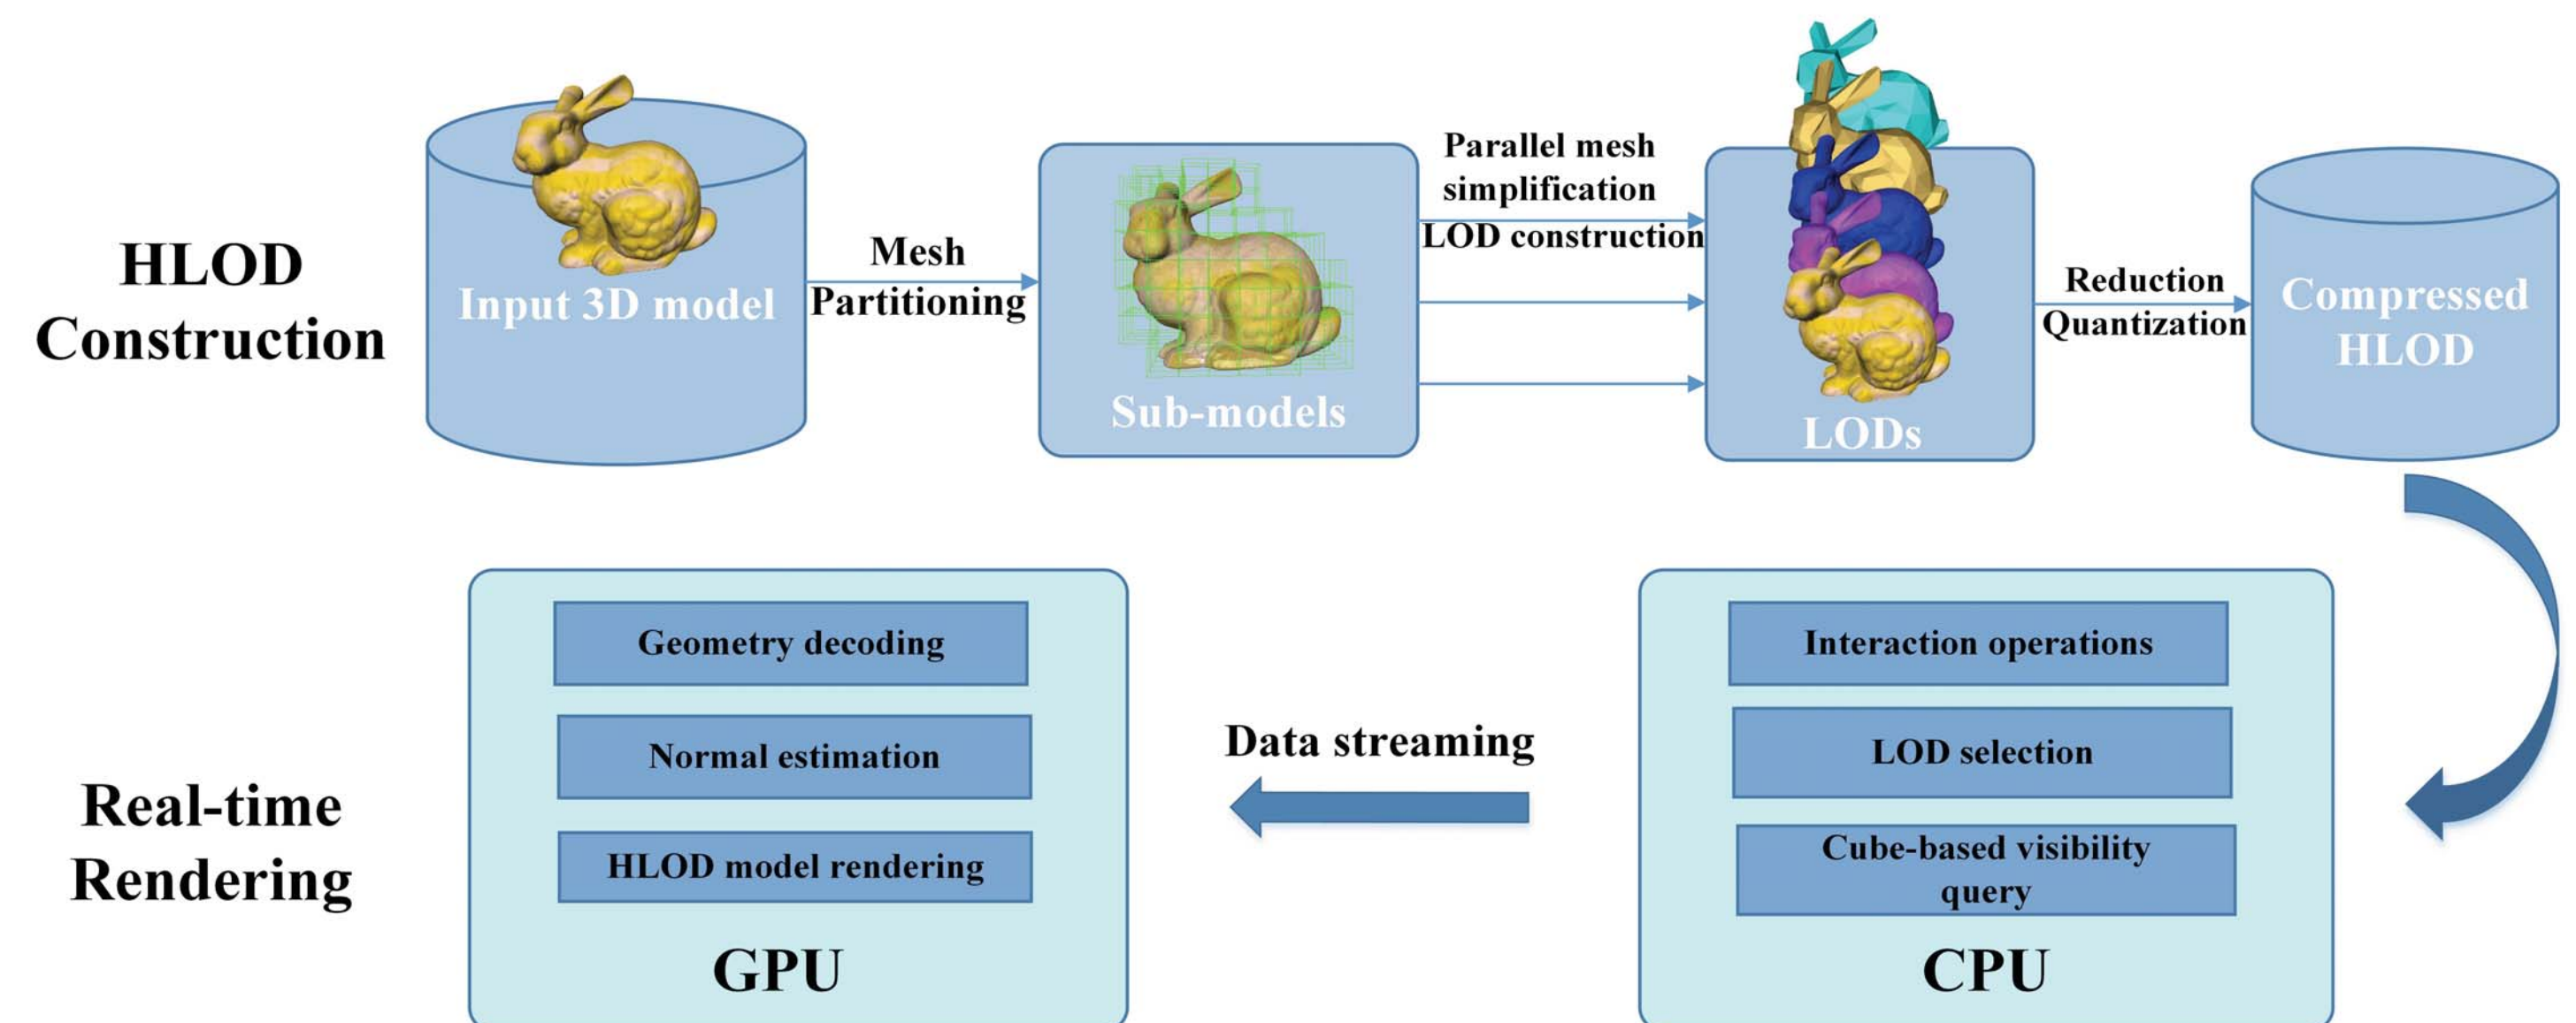 HLOD
Construction
Input 3D model
Mesh
Partitioning
Sub-models
Parallel mesh
simplification
LOD construction
LODs
Reduction
Quantization
Compressed
HLOD
Real-time
Rendering
Geometry decoding
Normal estimation
HLOD model rendering
GPU
Data streaming
Interaction operations
LOD selection
Cube-based visibility
query
CPU